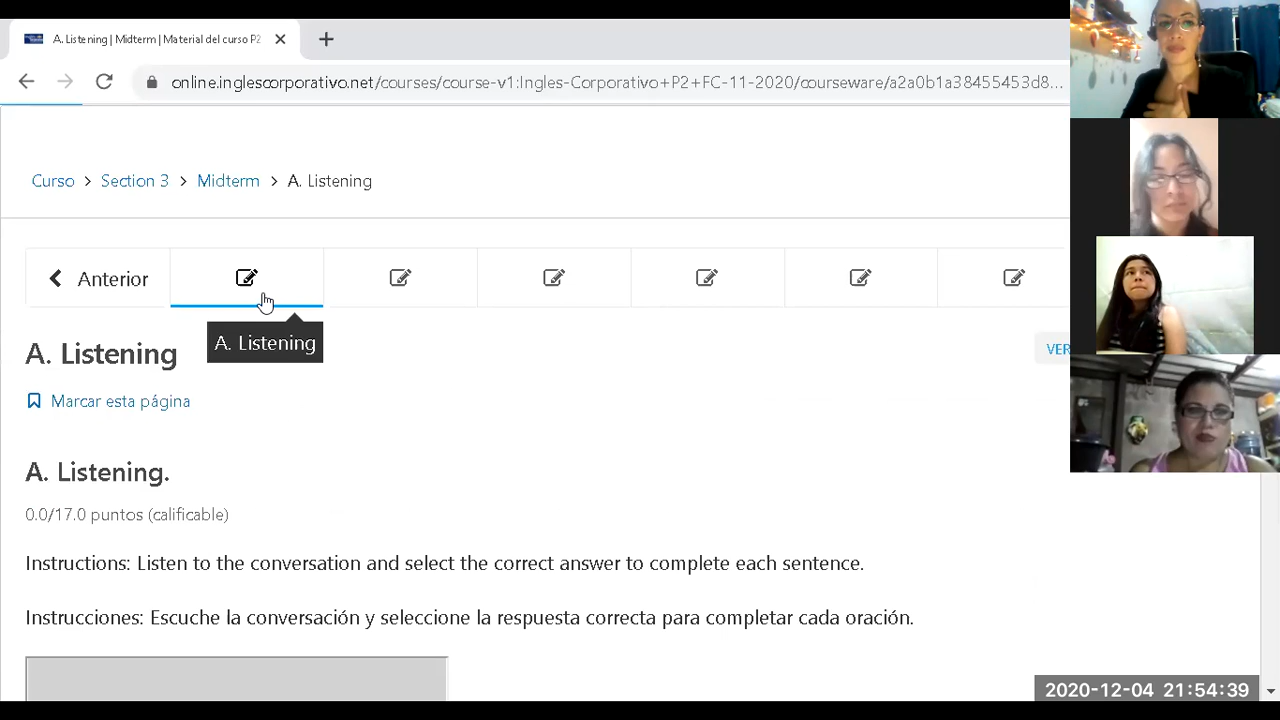 A. Listening | Midterm | Material del curso P2
online.inglescorporativo.net/courses/course-v1:Ingles-Corporativo+P2+FC-11-2020/courseware/a2a0b1a38455453d8...
Curso > Section 3 > Midterm > A. Listening
Anterior
A. Listening
A. Listening
VER
Marcar esta página
A. Listening.
0.0/17.0 puntos (calificable)
Instructions: Listen to the conversation and select the correct answer to complete each sentence.
Instrucciones: Escuche la conversación y seleccione la respuesta correcta para completar cada oración.
2020-12-04 21:54:39